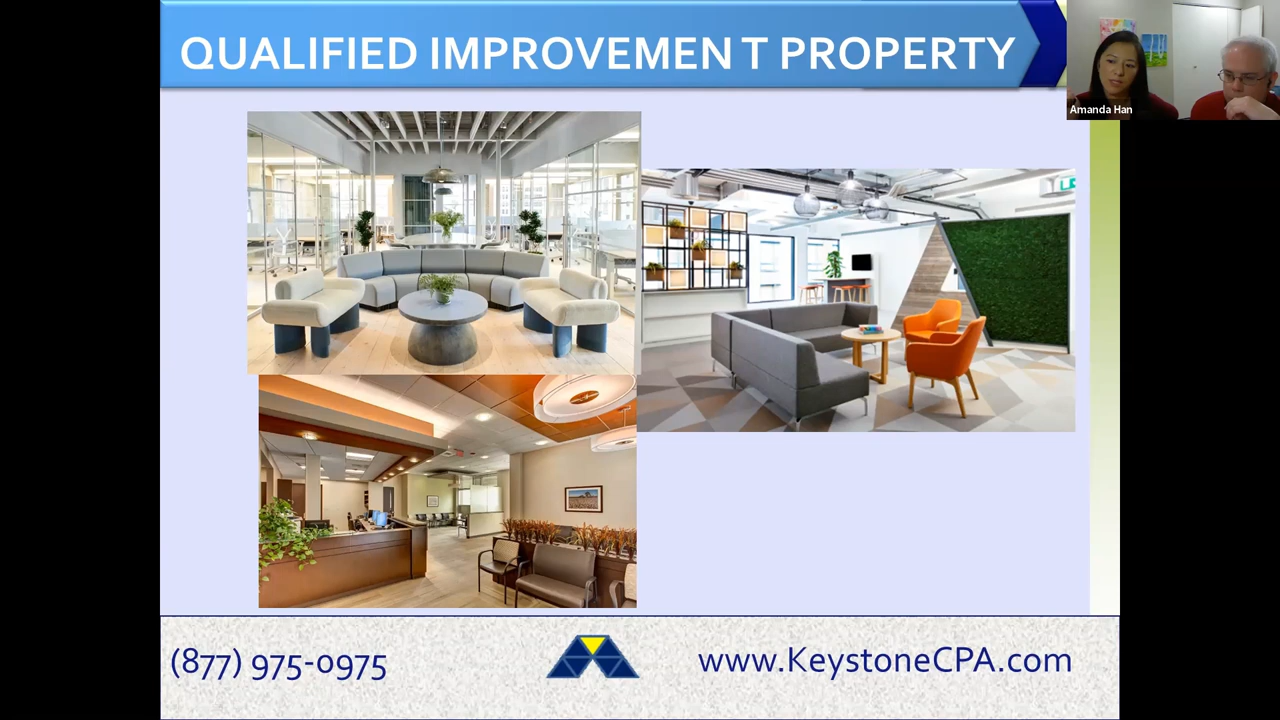 QUALIFIED IMPROVEMEN T PROPERTY
Amanda Han
(877) 975-0975
www.KeystoneCPA.com